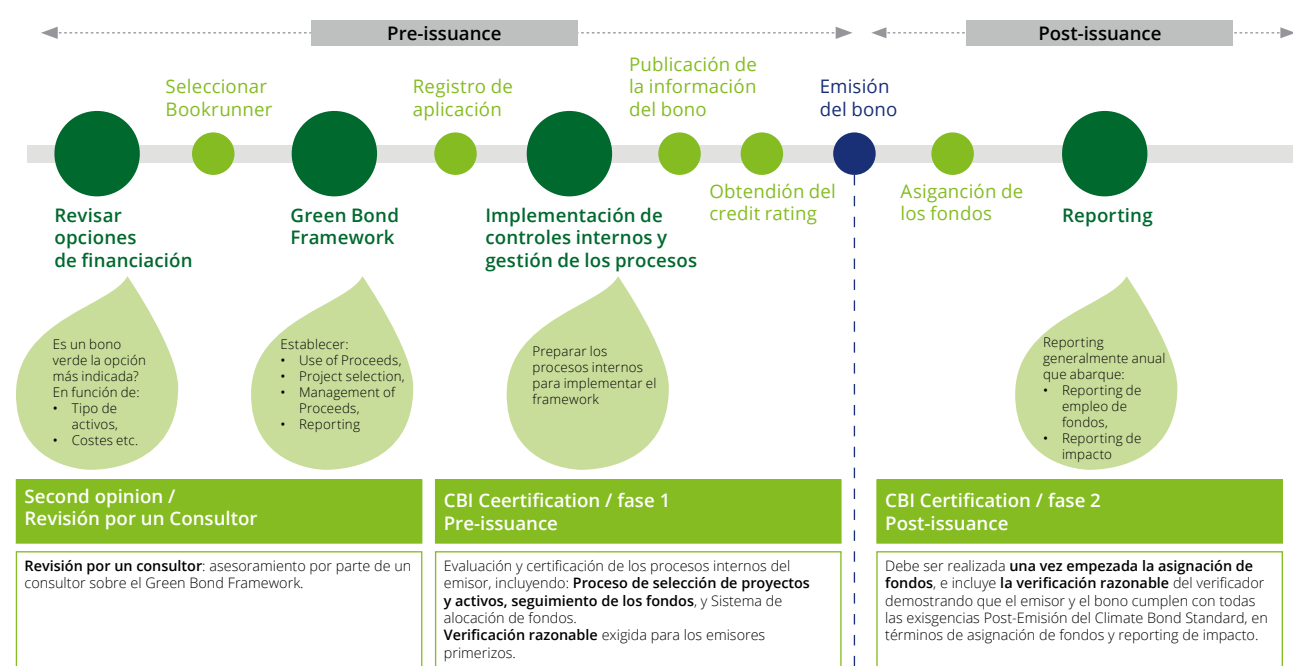 Pre-issuance
Post-issuance
Seleccionar
Bookrunner
Registro de
aplicación
Publicación de
la información
del bono
Emisión
del bono
Revisar
opciones
de financiación
Green Bond
Framework
Implementación de
controles internos y
gestión de los procesos
Obtendión del
credit rating
Asigancíón de
los fondos
Reporting
Es un bono
verde la opción
más indicada?
En función de:
• Tipo de
activos,
• Costes etc.
Establecer:
• Use of Proceeds,
• Project selection,
• Management of
Proceeds,
• Reporting
Preparar los
procesos internos
para implementar el
framework
Reporting
generalmente anual
que abarque:
• Reporting de
empleo de
fondos,
• Reporting de
impacto
Second opinion /
Revisión por un Consultor
Revisión por un consultor: asesoramiento por parte de un
consultor sobre el Green Bond Framework.
CBI Ceertification / fase 1
Pre-issuance
Evaluación y certificación de los procesos internos del
emisor, incluyendo: Proceso de selección de proyectos
y activos, seguimiento de los fondos, y Sistema de
alocación de fondos.
Verificación razonable exigida para los emisores
primerizos.
CBI Certification / fase 2
Post-issuance
Debe ser realizada una vez empezada la asignación de
fondos, e incluye la verificación razonable del verificador
demostrando que el emisor y el bono cumplen con todas
las exisgencias Post-Emisión del Climate Bond Standard, en
términos de asignación de fondos y reporting de impacto.